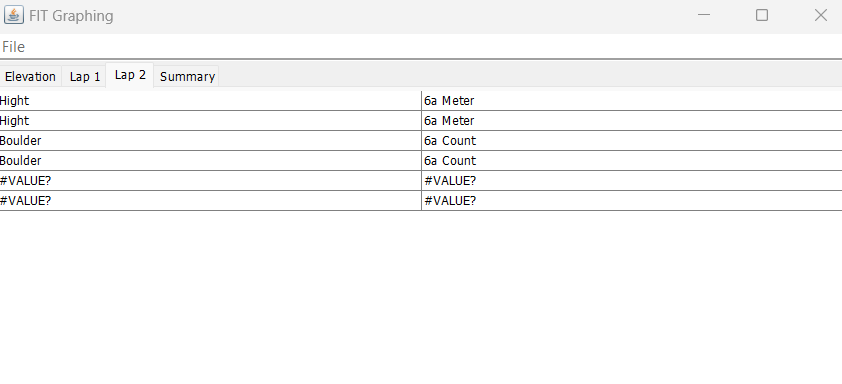 FIT Graphing
File
Elevation Lap 1 Lap 2 Summary
Hight 6a Meter
Hight 6a Meter
Boulder 6a Count
Boulder 6a Count
#VALUE? #VALUE?
#VALUE? #VALUE?